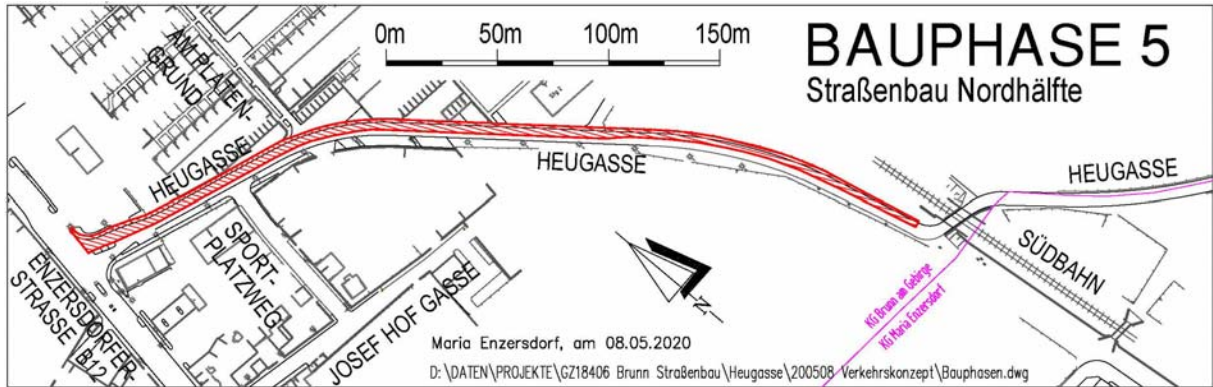 0m 50m 100m 150m
BAUPHASE 5
Straßenbau Nordhälfte
AM PLATEN-
GRUND
HEUGASSE
HEUGASSE
HEUGASSE
SÜDBAHN
ENZERSDORFER-
STRASSE B12
SPORT-
PLATZWEG
JOSEF HOF GASSE
N
KG Brunn am Gebirge
KG Maria Enzersdorf
Maria Enzersdorf, am 08.05.2020
D:\DATEN\PROJEKTE\GZ18406 Brunn Straßenbau\Heugasse\200508 Verkehrskonzept\Bauphasen.dwg